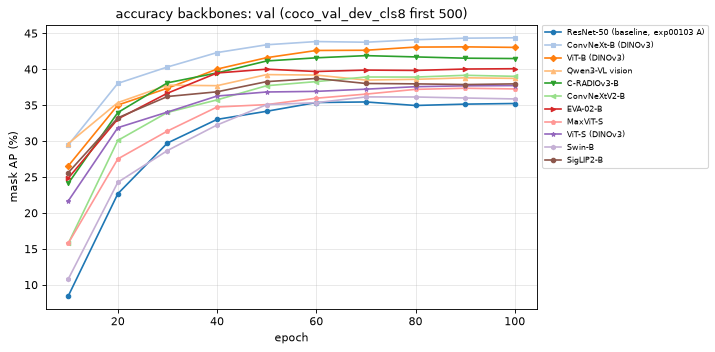 accuracy backbones: val (coco_val_dev_cls8 first 500)
mask AP (%)
45
40
35
30
25
20
15
10
20
40
60
80
100
epoch
ResNet-50 (baseline, exp00103 A)
ConvNeXt-B (DINOv3)
ViT-B (DINOv3)
Qwen3-VL vision
C-RADIOv3-B
ConvNeXtV2-B
EVA-02-B
MaxViT-S
ViT-S (DINOv3)
Swin-B
SigLIP2-B